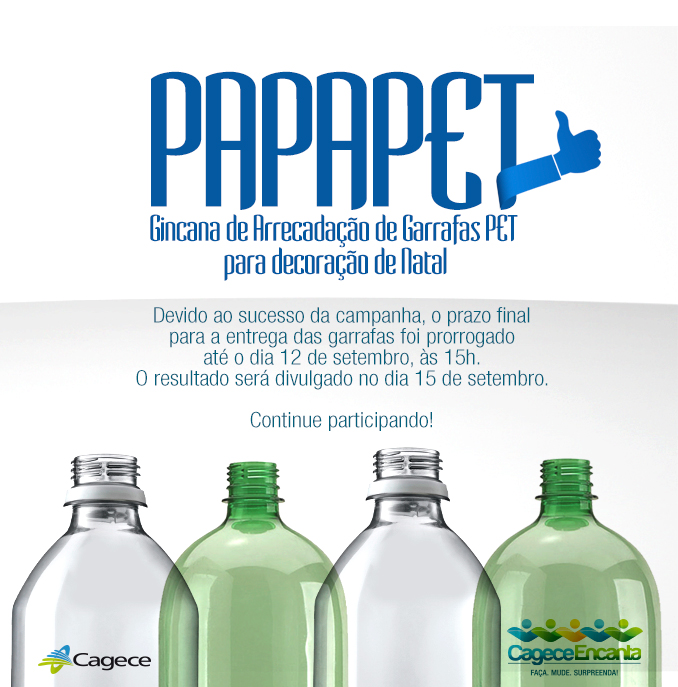 PAPAPET
Gincana de Arrecadação de Garrafas PET
para decoração de Natal
Devido ao sucesso da campanha, o prazo final
para a entrega das garrafas foi prorrogado
até o dia 12 de setembro, às 15h.
O resultado será divulgado no dia 15 de setembro.
Continue participando!
Cagece
CageceEncanta
FAÇA. MUDE. SURPREENDA!